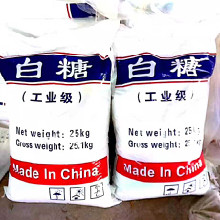 白糖
（工业级）
Net weight: 25kg
Gross weight: 25.1kg
Made In China
白糖
（工业级）
Net weight: 25
Gross weight: 25.
Made In China